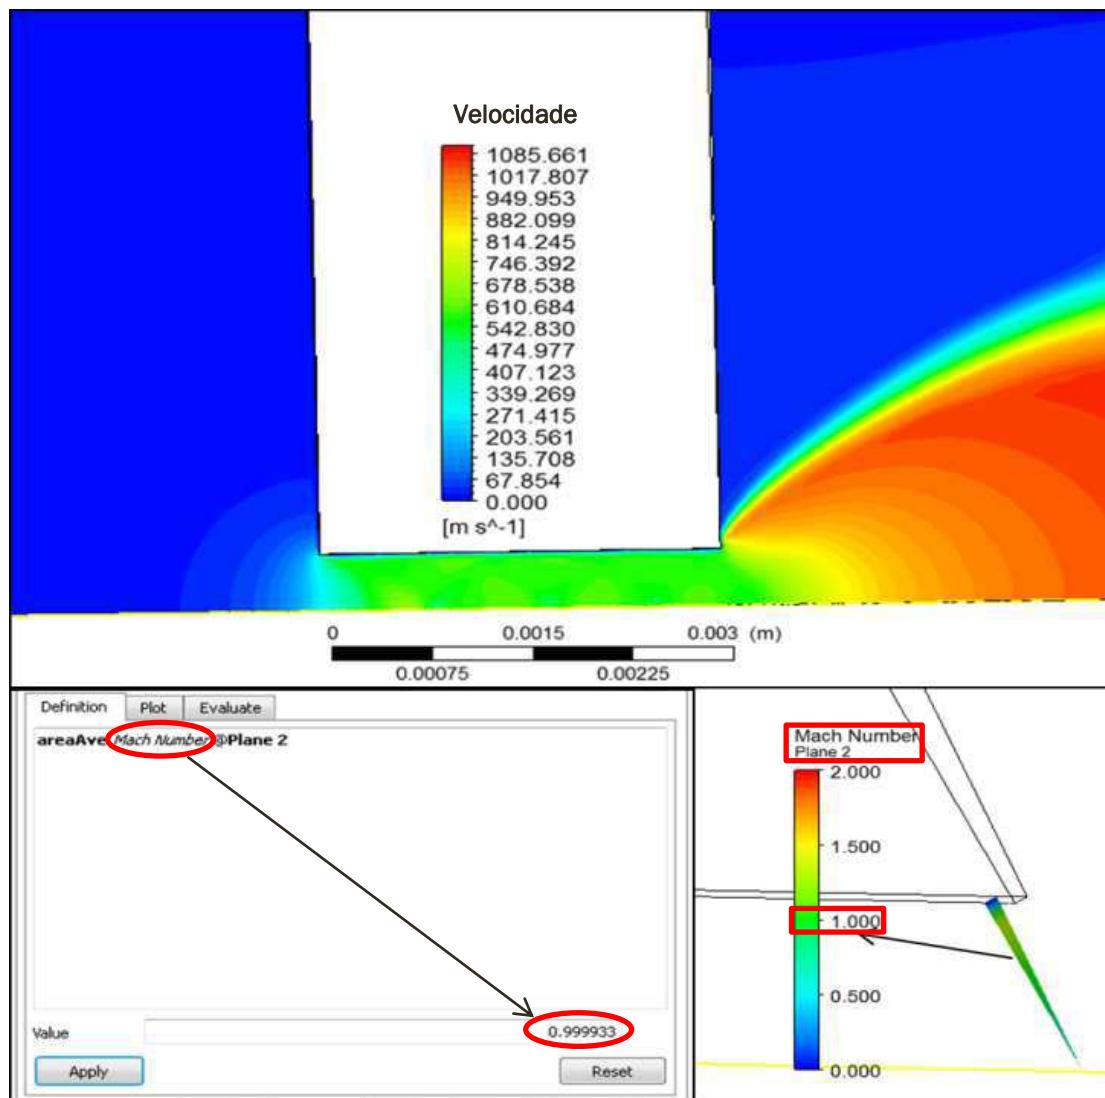 Velocidade
1085.661
1017.807
949.953
882.099
814.245
746.392
678.538
610.684
542.830
474.977
407.123
339.269
271.415
203.561
135.708
67.854
0.000
[m s^-1]
0 0.0015 0.003 (m)
0.00075 0.00225
Definition Plot Evaluate
areaAve Mach Number @Plane 2
Value 0.999933
Apply Reset
Mach Number
Plane 2
2.000
1.500
1.000
0.500
0.000